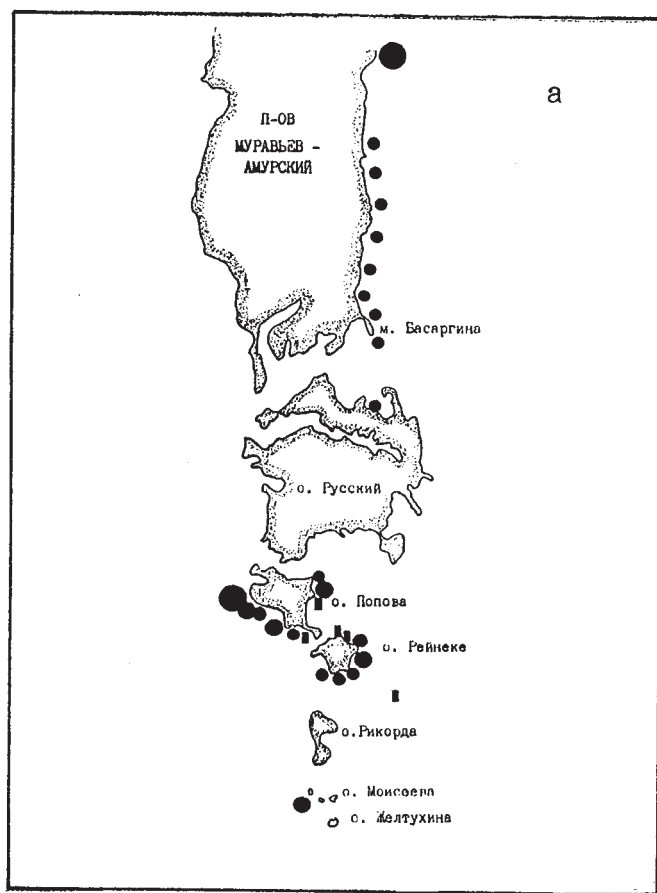 а
П-ОВ
МУРАВЬЕВ -
АМУРСКИЙ
м. Басаргина
о. Русский
о. Попова
о. Рейнеке
о.Рикорда
о. Моисеева
о. Желтухина